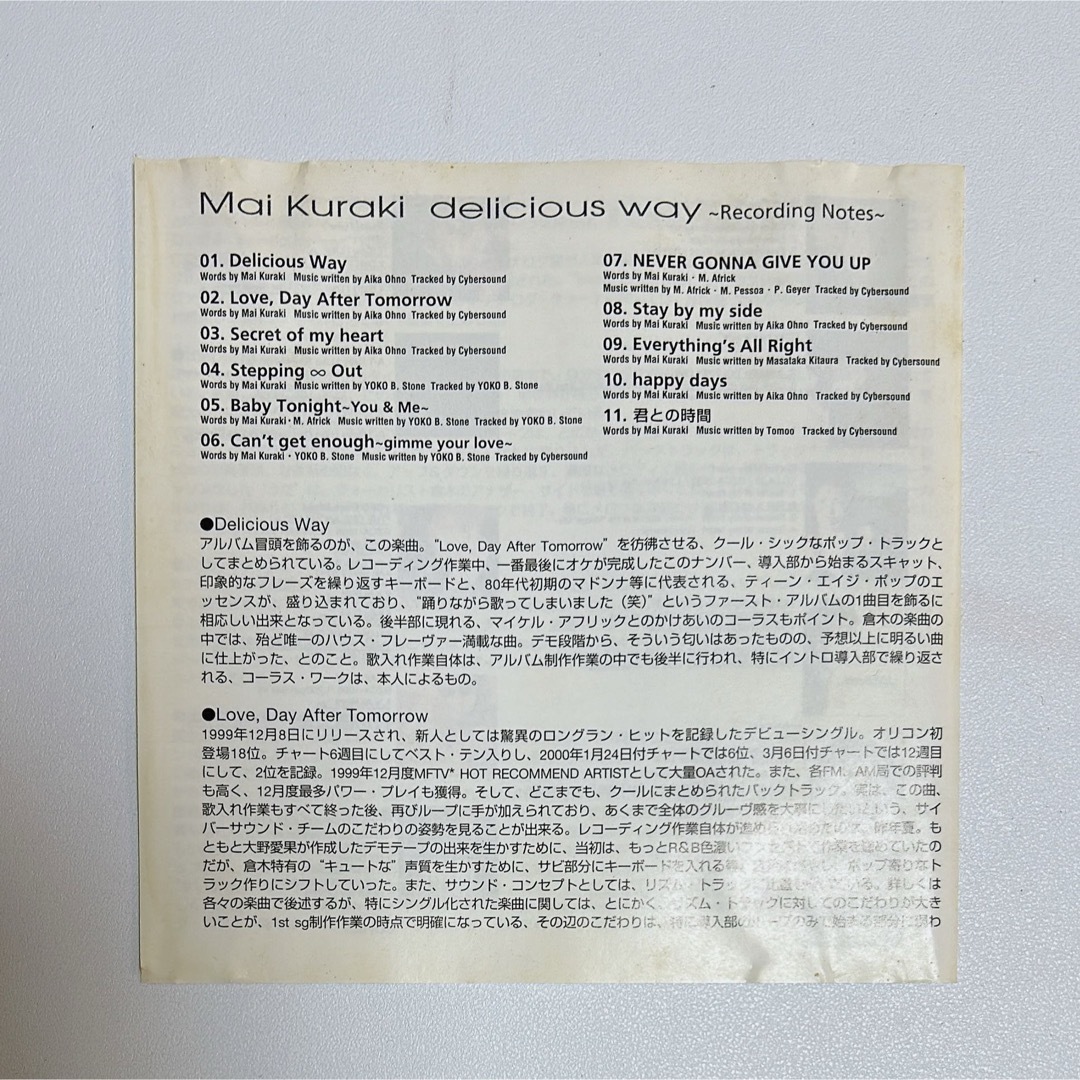 Mai Kuraki delicious way ~Recording Notes~
01. Delicious Way
Words by Mai Kuraki Music written by Aika Ohno Tracked by Cybersound
02. Love, Day After Tomorrow
Words by Mai Kuraki Music written by Aika Ohno Tracked by Cybersound
03. Secret of my heart
Words by Mai Kuraki Music written by Aika Ohno Tracked by Cybersound
04. Stepping ∞ Out
Words by Mai Kuraki Music written by YOKO B. Stone Tracked by YOKO B. Stone
05. Baby Tonight~You & Me~
Words by Mai Kuraki・M. Africk Music written by YOKO B. Stone Tracked by YOKO B. Stone
06. Can't get enough~gimme your love~
Words by Mai Kuraki・YOKO B. Stone Music written by YOKO B. Stone Tracked by Cybersound
07. NEVER GONNA GIVE YOU UP
Words by Mai Kuraki・M. Africk
Music written by M. Africk・M. Pessoa・P. Geyer Tracked by Cybersound
08. Stay by my side
Words by Mai Kuraki Music written by Aika Ohno Tracked by Cybersound
09. Everything's All Right
Words by Mai Kuraki Music written by Masataka Kitaura Tracked by Cybersound
10. happy days
Words by Mai Kuraki Music written by Aika Ohno Tracked by Cybersound
11. 君との時間
Words by Mai Kuraki Music written by Tomoo Tracked by Cybersound
●Delicious Way
アルバム冒頭を飾るのが、この楽曲。"Love, Day After Tomorrow" を彷彿させる、クール・シックなポップ・トラックと
してまとめられている。レコーディング作業中、一番最後にオケが完成したこのナンバー、導入部から始まるスキャット、
印象的なフレーズを繰り返すキーボードと、80年代初期のマドンナ等に代表される、ティーン・エイジ・ポップのエ
ッセンスが、盛り込まれており、"踊りながら歌ってしまいました（笑）" というファースト・アルバムの1曲目を飾るに
相応しい出来となっている。後半部に現れる、マイケル・アフリックとのかけあいのコーラスもポイント。倉木の楽曲の
中では、殆ど唯一のハウス・フレーヴァー満載な曲。デモ段階から、そういう匂いはあったものの、予想以上に明るい曲
に仕上がった、とのこと。歌入れ作業自体は、アルバム制作作業の中でも後半に行われ、特にイントロ導入部で繰り返さ
れる、コーラス・ワークは、本人によるもの。
●Love, Day After Tomorrow
1999年12月8日にリリースされ、新人としては驚異のロングラン・ヒットを記録したデビューシングル。オリコン初
登場18位。チャート6週目にしてベスト・テン入りし、2000年1月24日付チャートでは6位、3月6日付チャートでは12週目
にして、2位を記録。1999年12月度MFTV* HOT RECOMMEND ARTISTとして大量OAされた。また、各FM、AM局での評判
も高く、12月度最多パワー・プレイも獲得。そして、どこまでも、クールにまとめられたバックトラック。実は、この曲、
歌入れ作業もすべて終った後、再びループに手が加えられており、あくまで全体のグルーヴ感を大事に いう、サイ
バーサウンド・チームのこだわりの姿勢を見ることが出来る。レコーディング作業自体が進め 昨年夏。も
ともと大野愛果が作成したデモテープの出来を生かすために、当初は、もっとR&B色濃い 作業を進めていたの
だが、倉木特有の "キュートな" 声質を生かすために、サビ部分にキーボードを入れる等、 ポップ寄りなト
ラック作りにシフトしていった。また、サウンド・コンセプトとしては、リズム・トラック いる。詳しくは
各々の楽曲で後述するが、特にシングル化された楽曲に関しては、とにかく、リズム・トラックに対してのこだわりが大き
いことが、1st sg制作作業の時点で明確になっている、その辺のこだわりは、特に導入部の ループのみで始まる部分に現わ